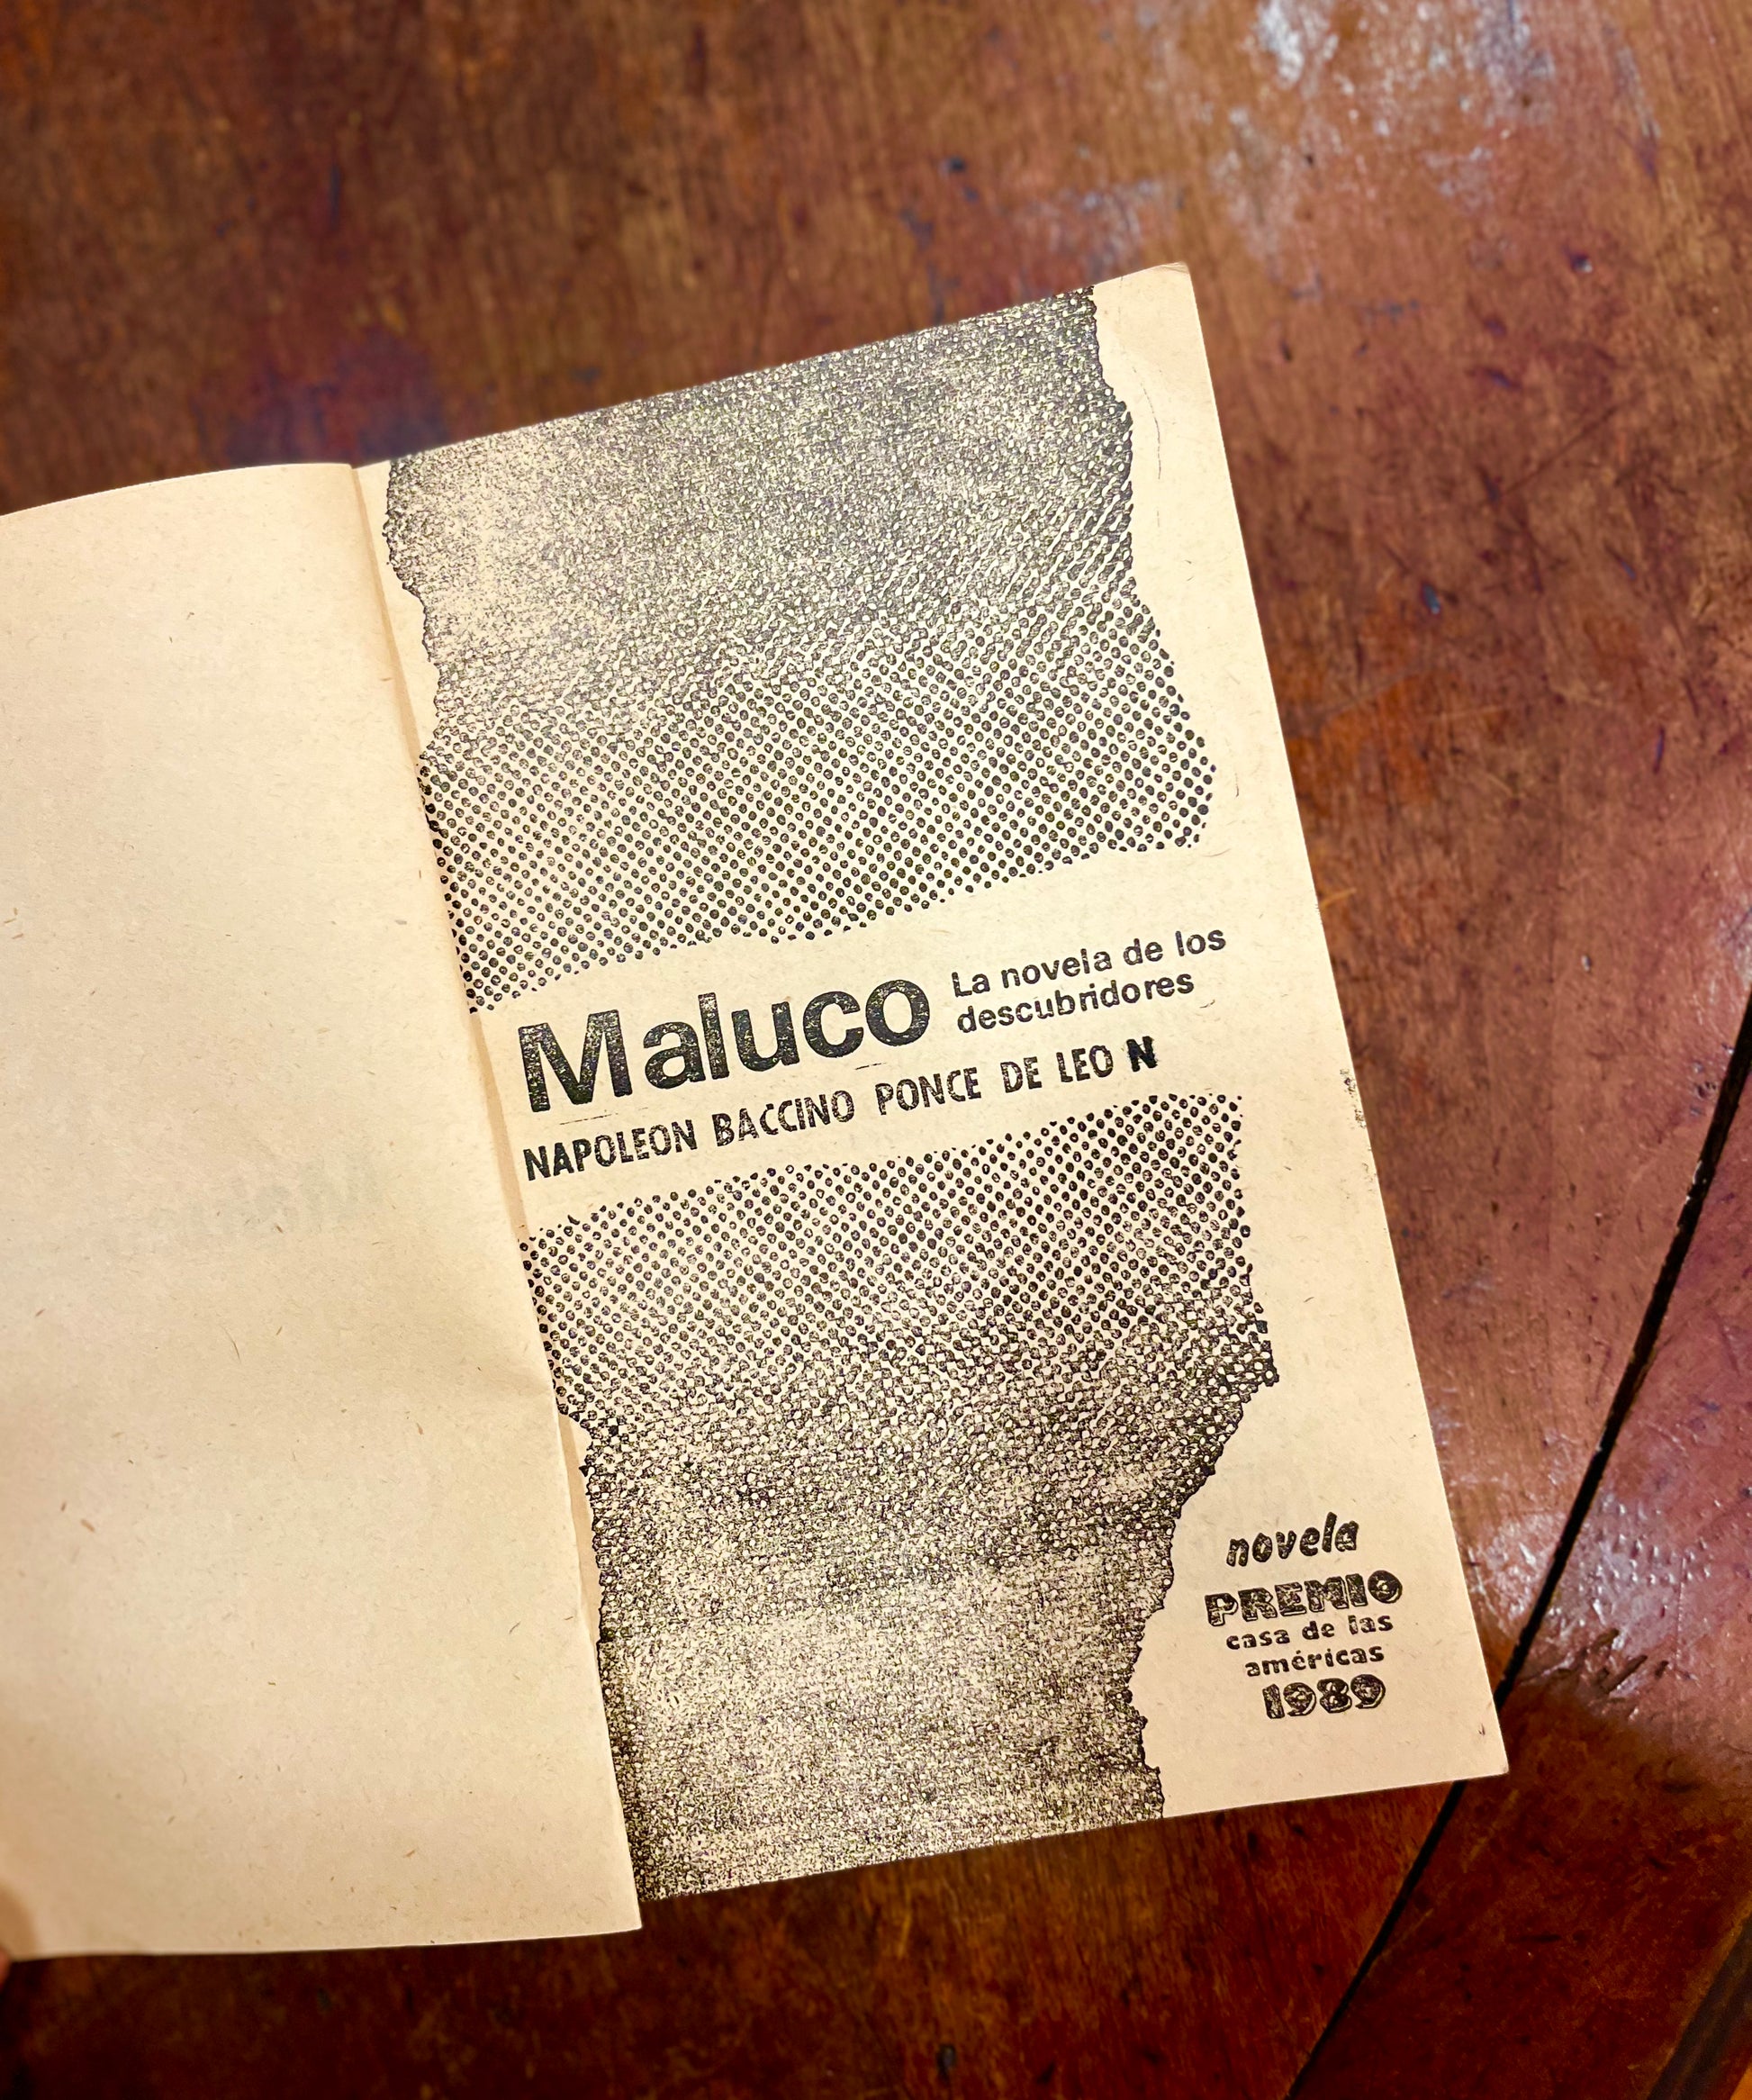 Maluco
La novela de los
descubridores
NAPOLEON BACCINO PONCE DE LEO N
novela
PREMIO
casa de las
américas
1989